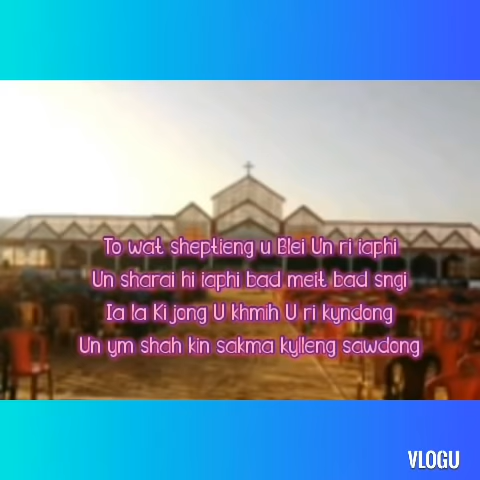 To wat sheptieng u Blei Un ri iaphi
Un sharai hi iaphi bad meit bad sngi
Ia la Ki jong U khmih U ri kyndong
Un ym shah kin sakma kylleng sawdong
VLOGU